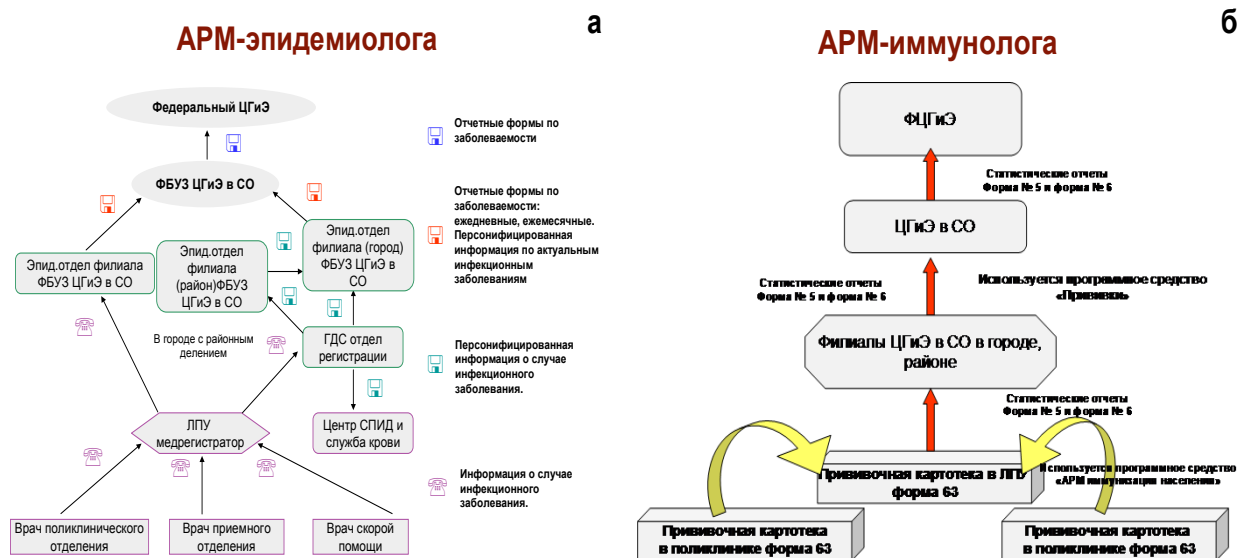 а
АРМ-эпидемиолога
Федеральный ЦГиЭ
ФБУЗ ЦГиЭ в СО
Эпид.отдел филиала
ФБУЗ ЦГиЭ в СО
Эпид.отдел
филиала
(район)ФБУЗ
ЦГиЭ в СО
Эпид.отдел
филиала (город)
ФБУЗ ЦГиЭ в
СО
В городе с районным
делением
ГДС отдел
регистрации
ЛПУ
медрегистратор
Центр СПИД и
служба крови
Врач поликлинического
отделения
Врач приемного
отделения
Врач скорой
помощи
Отчетные формы по
заболеваемости
Отчетные формы по
заболеваемости:
ежедневные, ежемесячные.
Персонифицированная
информация по актуальным
инфекционным
заболеваниям
Персонифицированная
информация о случае
инфекционного
заболевания.
Информация о случае
инфекционного
заболевания.
б
АРМ-иммунолога
ФЦГиЭ
Статистические отчеты
Форма № 5 и форма № 6
ЦГиЭ в СО
Статистические отчеты
Форма № 5 и форма № 6
Используется программное средство
«Прививки»
Филиалы ЦГиЭ в СО в городе,
районе
Статистические отчеты
Форма № 5 и форма № 6
Прививочная картотека в ЛПУ
форма 63
Используется программное средство
«АРМ иммунизация населения»
Прививочная картотека
в поликлинике форма 63
Прививочная картотека
в поликлинике форма 63